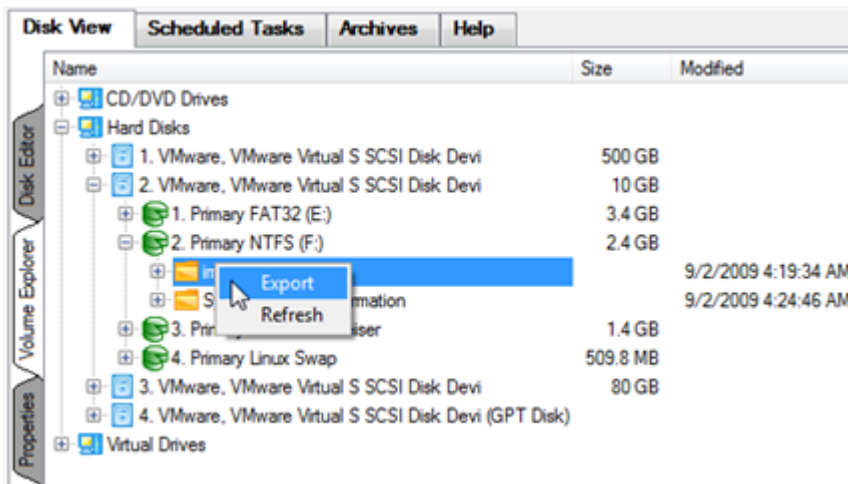 Disk View Scheduled Tasks Archives Help
Name Size Modified
CD/DVD Drives
Hard Disks
1. VMware, VMware Virtual S SCSI Disk Devi 500 GB
2. VMware, VMware Virtual S SCSI Disk Devi 10 GB
1. Primary FAT32 (E:) 3.4 GB
2. Primary NTFS (F:) 2.4 GB
9/2/2009 4:19:34 AM
Export
S mation 9/2/2009 4:24:46 AM
Refresh
3. Pri iser 1.4 GB
4. Primary Linux Swap 509.8 MB
3. VMware, VMware Virtual S SCSI Disk Devi 80 GB
4. VMware, VMware Virtual S SCSI Disk Devi (GPT Disk)
Virtual Drives
Disk Editor
Volume Explorer
Properties